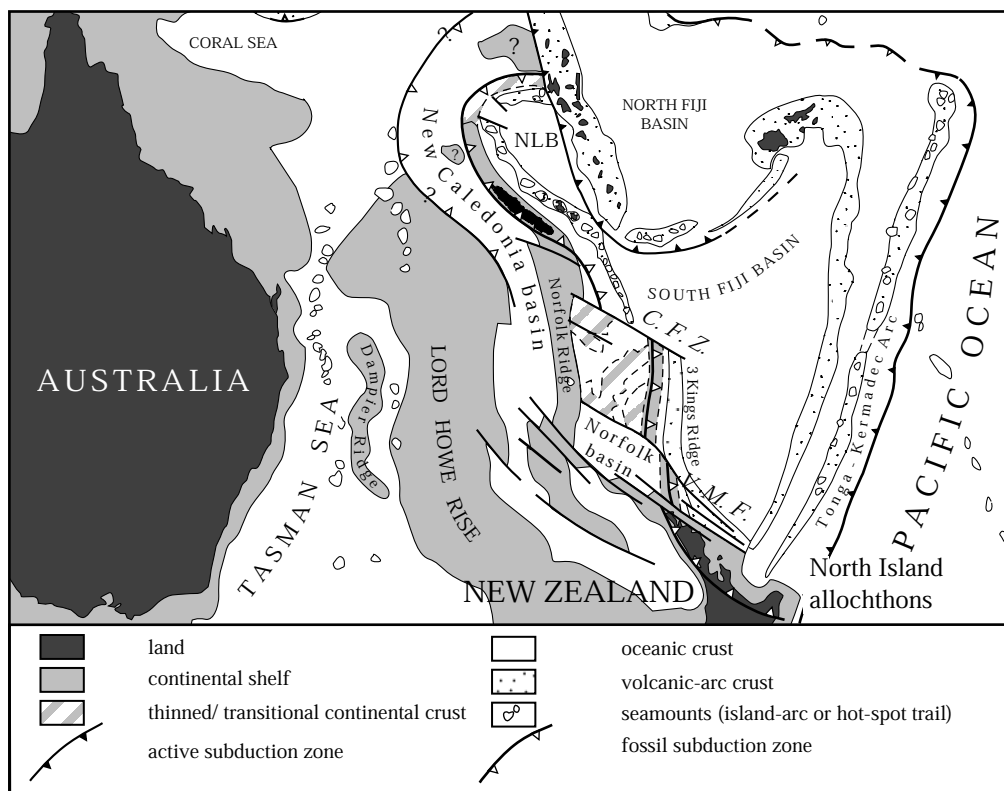 CORAL SEA
?
?
NORTH FIJI
BASIN
NLB
?
?
New Caledonia basin
SOUTH FIJI BASIN
Norfolk Ridge
C. F. Z.
3 Kings Ridge
AUSTRALIA
TASMAN SEA
Dampier Ridge
LORD HOWE RISE
Norfolk
basin
V. M. F.
Tonga - Kermadec Arc
PACIFIC OCEAN
NEW ZEALAND
North Island
allochthons
land
continental shelf
thinned/ transitional continental crust
active subduction zone
oceanic crust
volcanic-arc crust
seamounts (island-arc or hot-spot trail)
fossil subduction zone